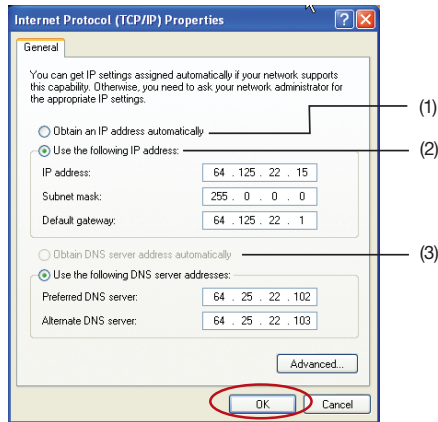 Internet Protocol (TCP/IP) Properties
General
You can get IP settings assigned automatically if your network supports
this capability. Otherwise, you need to ask your network administrator for
the appropriate IP settings.
Obtain an IP address automatically
(1)
Use the following IP address:
(2)
IP address: 64 . 125 . 22 . 15
Subnet mask: 255 . 0 . 0 . 0
Default gateway: 64 . 125 . 22 . 1
Obtain DNS server address automatically
(3)
Use the following DNS server addresses:
Preferred DNS server: 64 . 25 . 22 . 102
Alternate DNS server: 64 . 25 . 22 . 103
Advanced...
OK Cancel